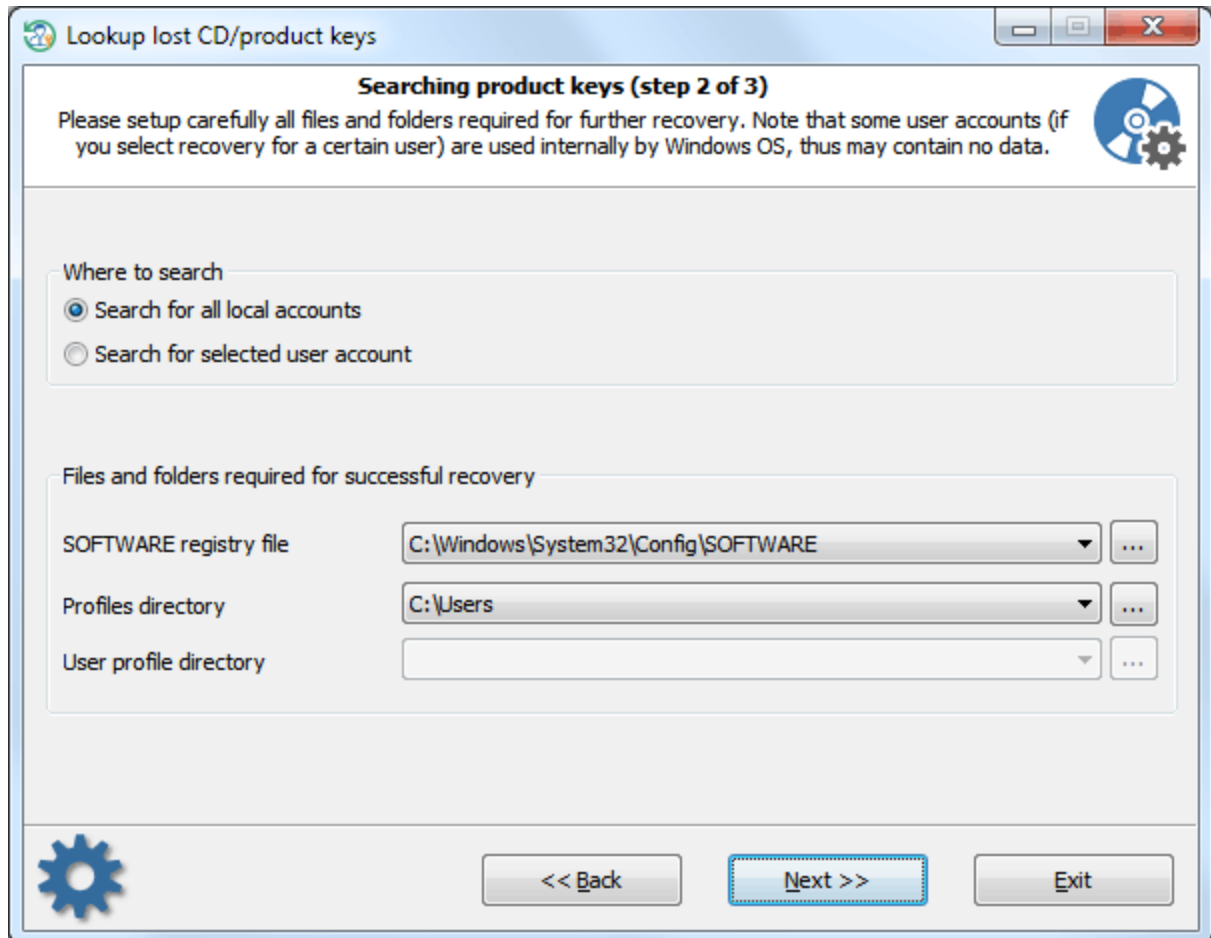 Lookup lost CD/product keys
Searching product keys (step 2 of 3)
Please setup carefully all files and folders required for further recovery. Note that some user accounts (if
you select recovery for a certain user) are used internally by Windows OS, thus may contain no data.
Where to search
Search for all local accounts
Search for selected user account
Files and folders required for successful recovery
SOFTWARE registry file C:\Windows\System32\Config\SOFTWARE ...
Profiles directory C:\Users ...
User profile directory ...
<< Back Next >> Exit